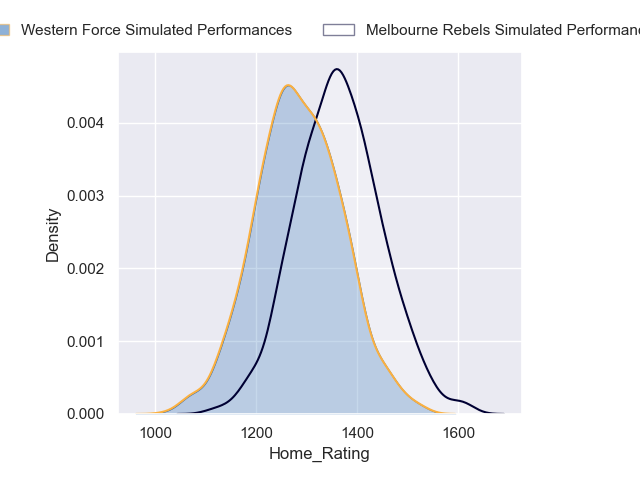 Western Force Simulated Performances
Melbourne Rebels Simulated
0.004
0.003
0.002
0.001
0.000
Density
1000
1200
1400
1600
Home_Rating